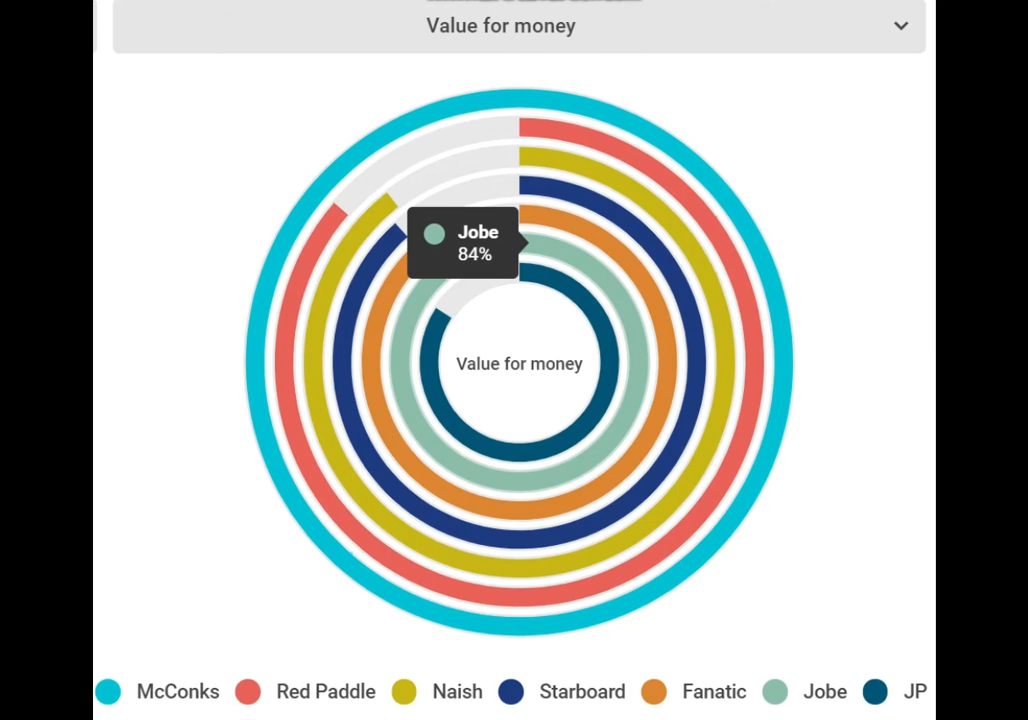 Value for money
Jobe
84%
Value for money
McConks Red Paddle Naish Starboard Fanatic Jobe JP